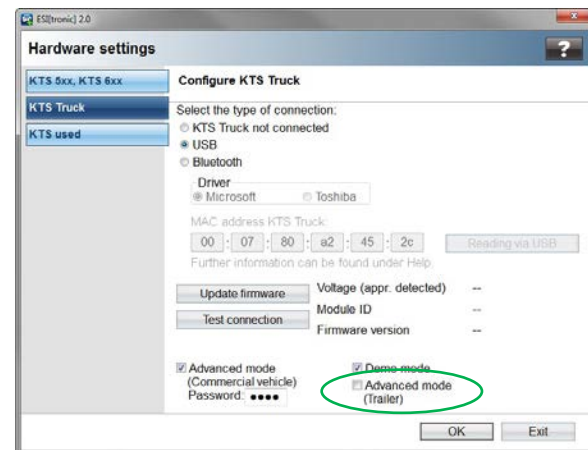 ESI[tronic] 2.0
Hardware settings
?
KTS 5xx, KTS 6xx
KTS Truck
KTS used
Configure KTS Truck
Select the type of connection:
KTS Truck not connected
USB
Bluetooth
Driver
Microsoft
Toshiba
MAC address KTS Truck:
00 : 07 : 80 : a2 : 45 : 2c
Reading via USB
Further information can be found under Help.
Update firmware
Test connection
Voltage (appr. detected) --
Module ID --
Firmware version --
Advanced mode
(Commercial vehicle)
Password: ●●●●
Demo mode
Advanced mode
(Trailer)
OK
Exit